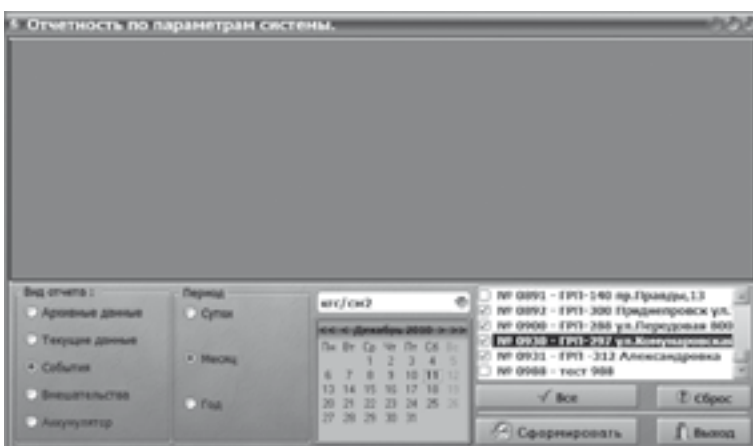 Отчетность по параметрам системы.
Вид отчета :
Архивные данные
Текущие данные
События
Вмешательства
Аккумулятор
Период
Сутки
Месяц
Год
кгс/см2
<< < Декабрь 2010 > >>
Пн Вт Ср Чт Пт Сб Вс
1 2 3 4 5
6 7 8 9 10 11 12
13 14 15 16 17 18 19
20 21 22 23 24 25 26
27 28 29 30 31
№ 0891 - ГРП-140 пр.Правды,13
№ 0892 - ГРП-300 Приднепровск ул.
№ 0900 - ГРП-288 ул.Передовая 800
№ 0930 - ГРП-297 ул.Коммунаровская
№ 0931 - ГРП -312 Александровка
№ 0988 - тест 988
√ Все
Сброс
Сформировать
Выход